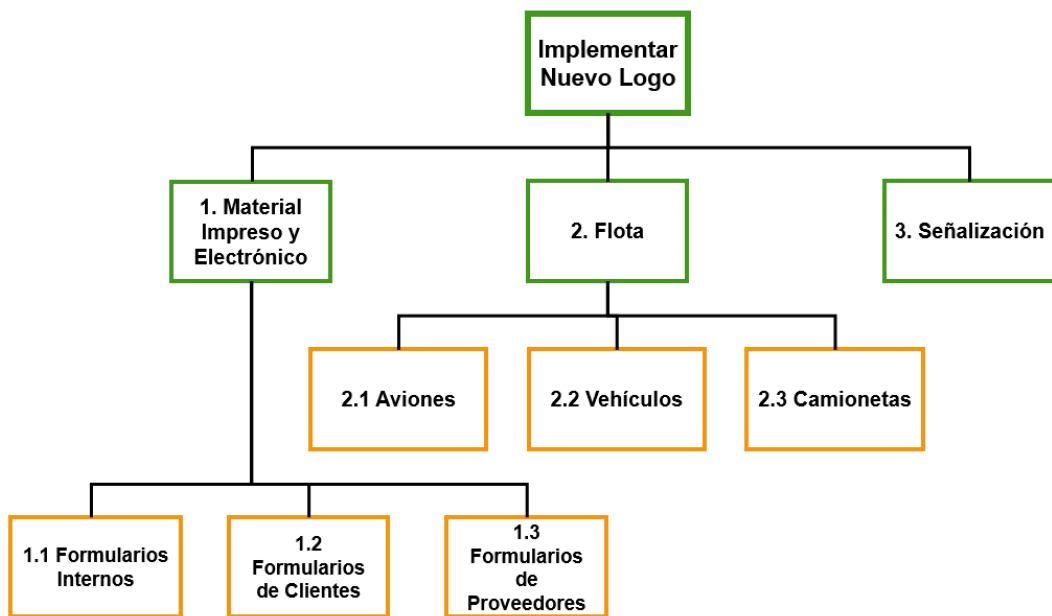 Implementar
Nuevo Logo
1. Material
Impreso y
Electrónico
2. Flota
3. Señalización
2.1 Aviones
2.2 Vehículos
2.3 Camionetas
1.1 Formularios
Internos
1.2
Formularios
de Clientes
1.3
Formularios
de
Proveedores